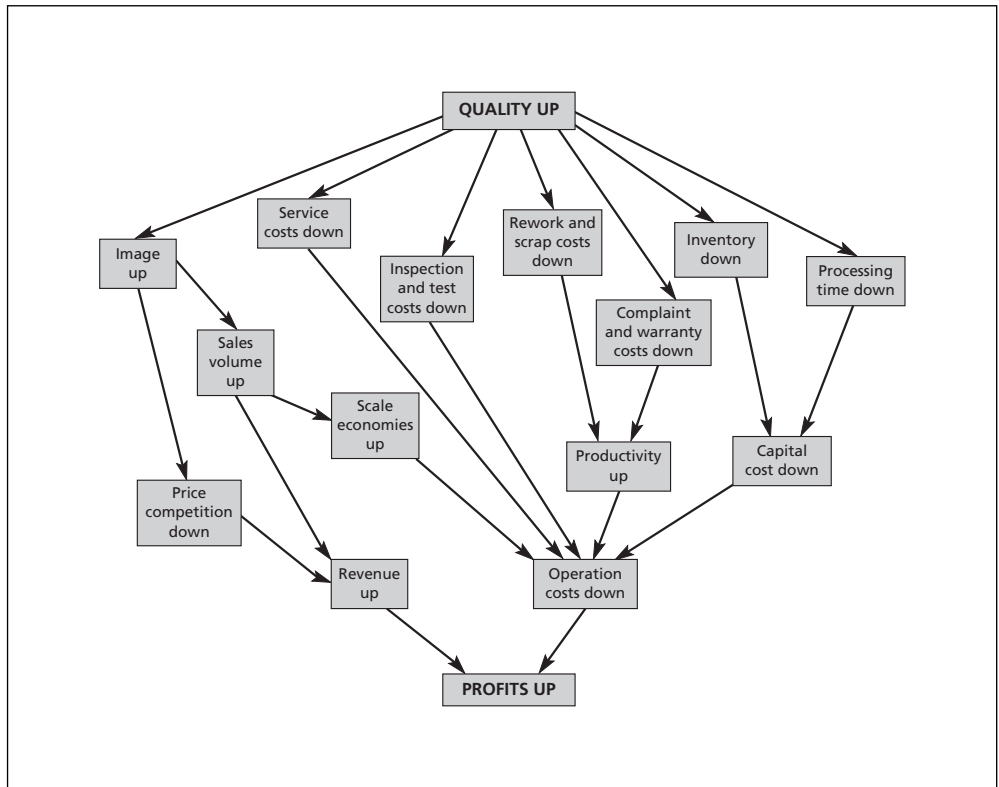 QUALITY UP
Service
costs down
Rework and
scrap costs
down
Inventory
down
Image
up
Inspection
and test
costs down
Processing
time down
Complaint
and warranty
costs down
Sales
volume
up
Scale
economies
up
Productivity
up
Capital
cost down
Price
competition
down
Revenue
up
Operation
costs down
PROFITS UP